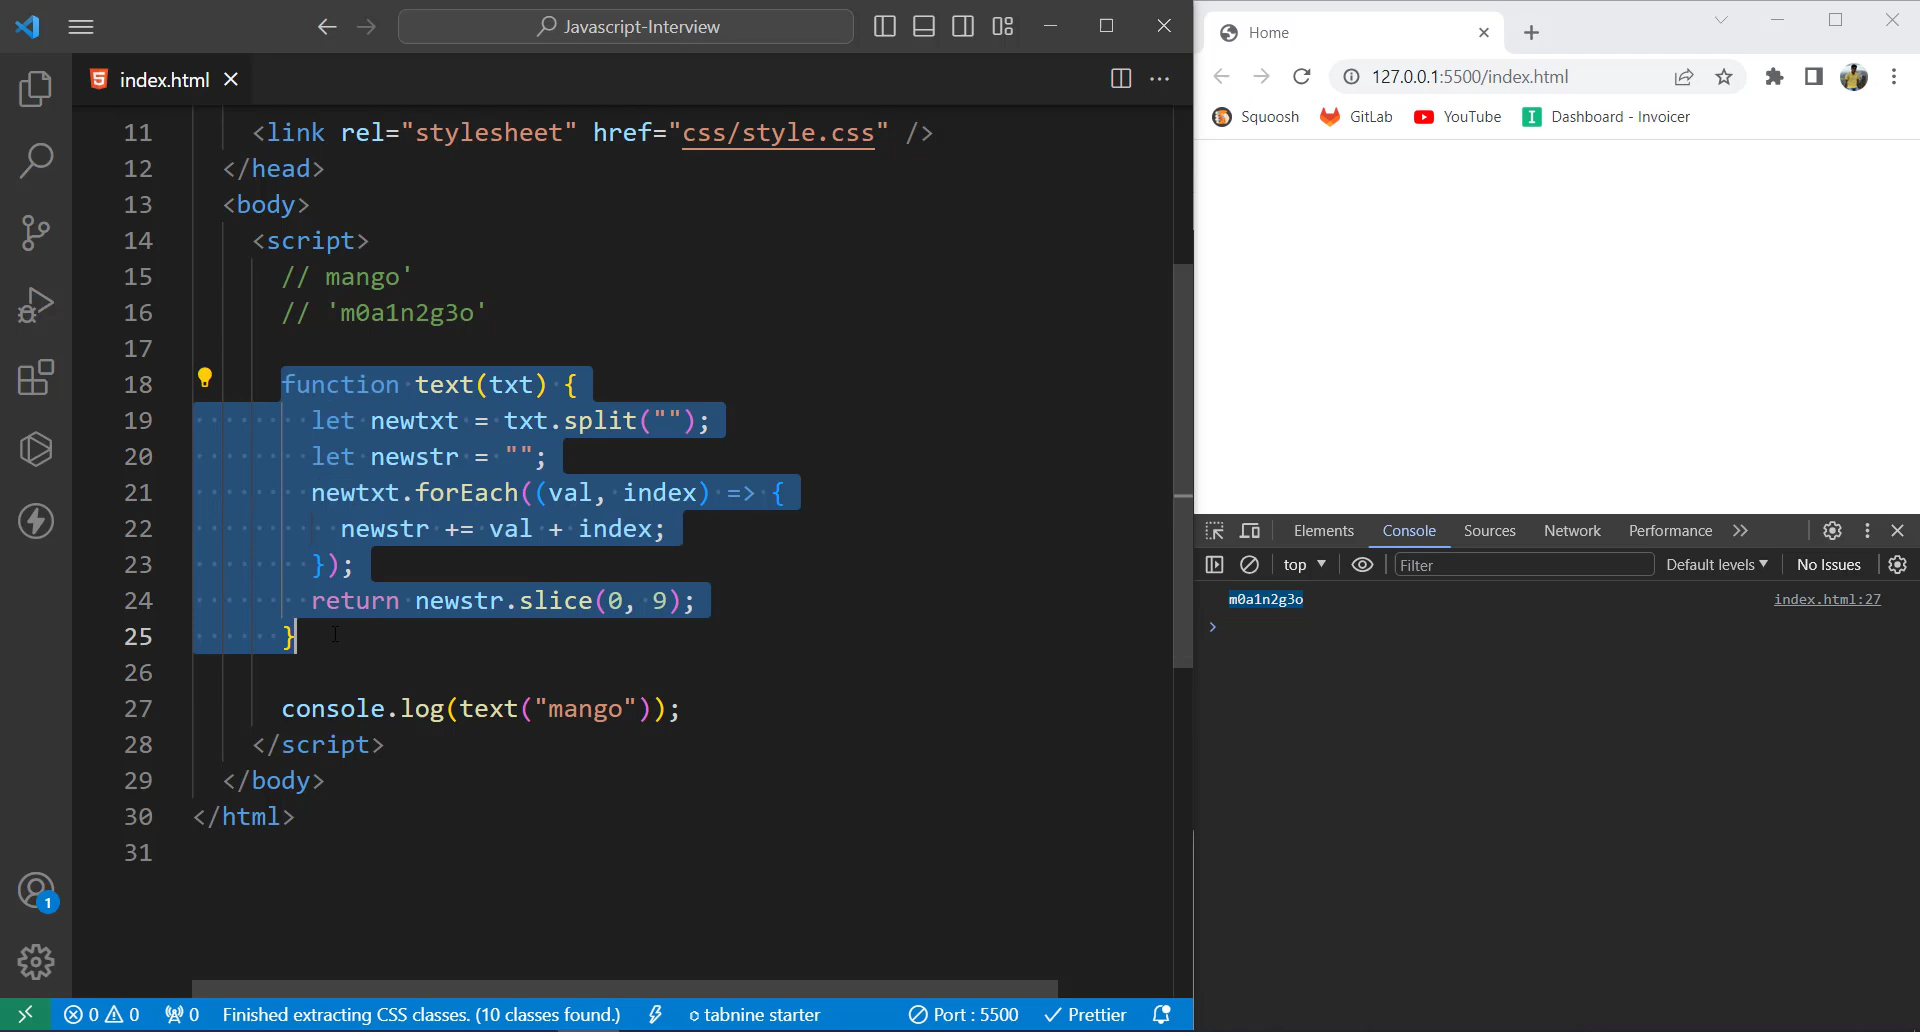 Javascript-Interview
index.html
11 <link rel="stylesheet" href="css/style.css" />
12 </head>
13 <body>
14 <script>
15 // mango'
16 // 'm0a1n2g3o'
17
18 function text(txt) {
19 let newtxt = txt.split("");
20 let newstr = "";
21 newtxt.forEach((val, index) => {
22 newstr += val + index;
23 });
24 return newstr.slice(0, 9);
25 }
26
27 console.log(text("mango"));
28 </script>
29 </body>
30 </html>
31
1
0 0 0 Finished extracting CSS classes. (10 classes found.) tabnine starter Port : 5500 Prettier
Home
127.0.0.1:5500/index.html
Squoosh GitLab YouTube Dashboard - Invoicer
Elements Console Sources Network Performance
top Filter Default levels No Issues
m0a1n2g3o index.html:27